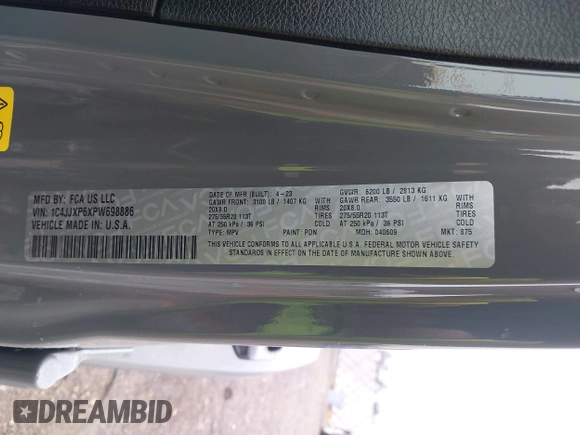 MFD BY: FCA US LLC
VIN: 1C4JJXP6XPW698886
VEHICLE MADE IN U.S.A.
DATE OF MFR (BUILT): 4-23
GAWR FRONT: 3100 LB / 1407 KG
20X8.0
275/55R20 113T
AT 250 kPa / 36 PSI
TYPE: MPV
WITH
TIRES
RIMS
COLD
PAINT: PDN
GVWR: 6200 LB / 2813 KG
GAWR REAR: 3550 LB / 1611 KG
20X8.0
275/55R20 113T
AT 250 kPa / 36 PSI
MDH: 040609
WITH
TIRES
RIMS
COLD
MKT: 875
THIS VEHICLE CONFORMS TO ALL APPLICABLE U.S.A. FEDERAL MOTOR VEHICLE SAFETY
STANDARDS IN EFFECT ON THE DATE OF MANUFACTURE SHOWN ABOVE.
DREAMBID